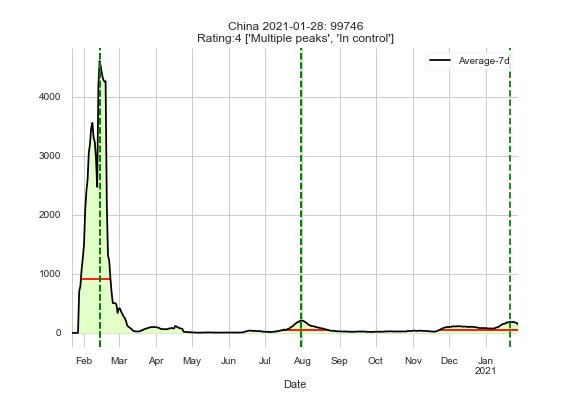 China 2021-01-28: 99746
Rating:4 ['Multiple peaks', 'In control']
Average-7d
4000
3000
2000
1000
0
Feb Mar Apr May Jun Jul Aug Sep Oct Nov Dec Jan
2021
Date